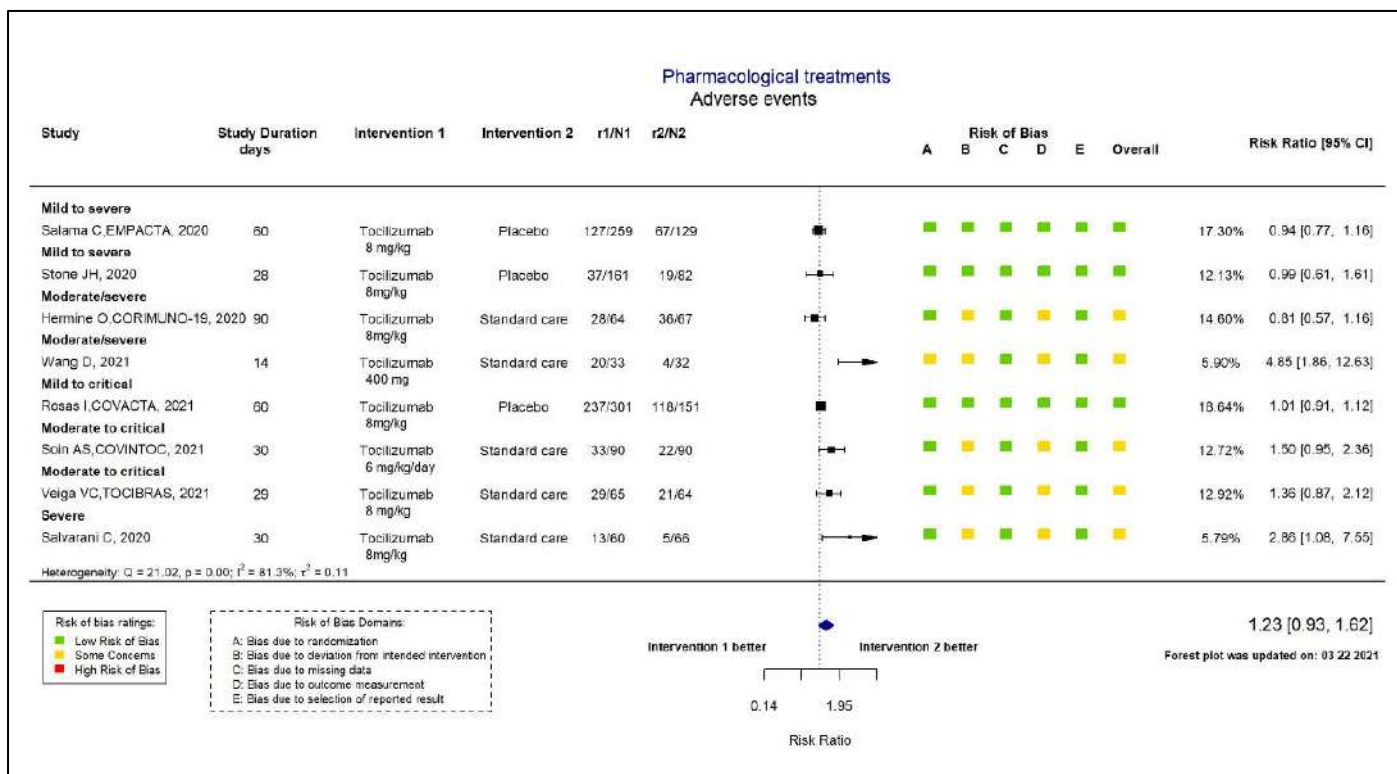 Pharmacological treatments
Adverse events
Study Study Duration days Intervention 1 Intervention 2 r1/N1 r2/N2 Risk of Bias A B C D E Overall Risk Ratio [95% CI]
Mild to severe
Salama C,EMPACTA, 2020 60 Tocilizumab 8 mg/kg Placebo 127/259 67/129 17.30% 0.94 [0.77, 1.16]
Mild to severe
Stone JH, 2020 28 Tocilizumab 8mg/kg Placebo 37/161 19/82 12.13% 0.99 [0.61, 1.61]
Moderate/severe
Hermine O,CORIMUNO-19, 2020 90 Tocilizumab 8mg/kg Standard care 28/64 36/67 14.60% 0.81 [0.57, 1.16]
Moderate/severe
Wang D, 2021 14 Tocilizumab 400 mg Standard care 20/33 4/32 5.90% 4.85 [1.86, 12.63]
Mild to critical
Rosas I,COVACTA, 2021 60 Tocilizumab 8mg/kg Placebo 237/301 118/151 18.64% 1.01 [0.91, 1.12]
Moderate to critical
Soin AS,COVINTOC, 2021 30 Tocilizumab 6 mg/kg/day Standard care 33/90 22/90 12.72% 1.50 [0.95, 2.36]
Moderate to critical
Veiga VC,TOCIBRAS, 2021 29 Tocilizumab 8 mg/kg Standard care 29/65 21/64 12.92% 1.36 [0.87, 2.12]
Severe
Salvarani C, 2020 30 Tocilizumab 8mg/kg Standard care 13/60 5/66 5.79% 2.86 [1.08, 7.55]
Heterogeneity: Q = 21.02, p = 0.00; I² = 81.3%; τ² = 0.11
Risk of bias ratings:
Low Risk of Bias
Some Concerns
High Risk of Bias
Risk of Bias Domains:
A: Bias due to randomization
B: Bias due to deviation from intended intervention
C: Bias due to missing data
D: Bias due to outcome measurement
E: Bias due to selection of reported result
1.23 [0.93, 1.62]
Intervention 1 better Intervention 2 better
Forest plot was updated on: 03 22 2021
0.14 1.95
Risk Ratio